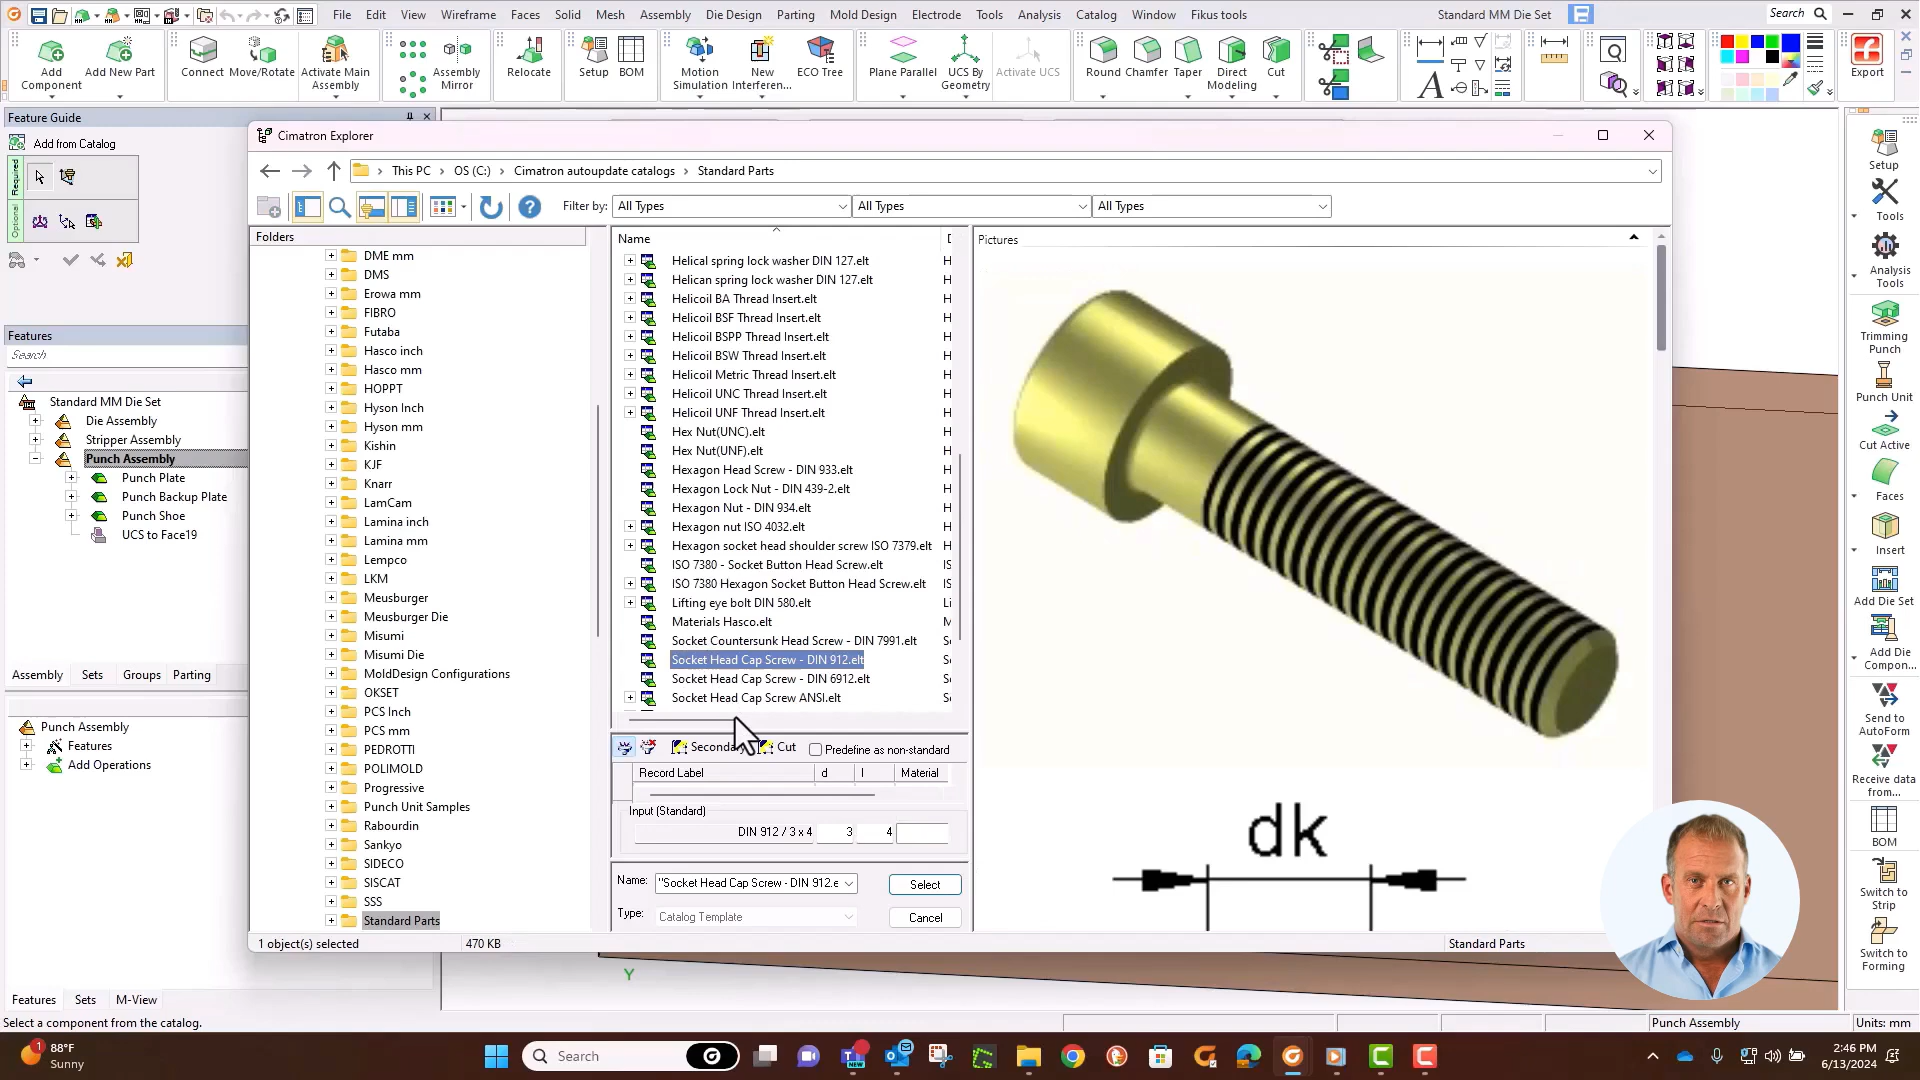 File Edit View Wireframe Faces Solid Mesh Assembly Die Design Parting Mold Design Electrode Tools Analysis Catalog Window Fikus tools Standard MM Die Set Search
Add Component
Add New Part
Connect
Move/Rotate
Activate Main Assembly
Assembly Mirror
Relocate
Setup
BOM
Motion Simulation
New Interferen...
ECO Tree
Plane Parallel
UCS By Geometry
Activate UCS
Round
Chamfer
Taper
Direct Modeling
Cut
Export
Feature Guide
Add from Catalog
Required
Optional
Features
Search
Standard MM Die Set
Die Assembly
Stripper Assembly
Punch Assembly
Punch Plate
Punch Backup Plate
Punch Shoe
UCS to Face19
Assembly Sets Groups Parting
Punch Assembly
Features
Add Operations
Features Sets M-View
Select a component from the catalog.
Cimatron Explorer
This PC › OS (C:) › Cimatron autoupdate catalogs › Standard Parts
Filter by: All Types All Types All Types
Folders
DME mm
DMS
Erowa mm
FIBRO
Futaba
Hasco inch
Hasco mm
HOPPT
Hyson Inch
Hyson mm
Kishin
KJF
Knarr
LamCam
Lamina inch
Lamina mm
Lempco
LKM
Meusburger
Meusburger Die
Misumi
Misumi Die
MoldDesign Configurations
OKSET
PCS Inch
PCS mm
PEDROTTI
POLIMOLD
Progressive
Punch Unit Samples
Rabourdin
Sankyo
SIDECO
SISCAT
SSS
Standard Parts
Name
Helical spring lock washer DIN 127.elt H
Helican spring lock washer DIN 127.elt H
Helicoil BA Thread Insert.elt H
Helicoil BSF Thread Insert.elt H
Helicoil BSPP Thread Insert.elt H
Helicoil BSW Thread Insert.elt H
Helicoil Metric Thread Insert.elt H
Helicoil UNC Thread Insert.elt H
Helicoil UNF Thread Insert.elt H
Hex Nut(UNC).elt H
Hex Nut(UNF).elt H
Hexagon Head Screw - DIN 933.elt H
Hexagon Lock Nut - DIN 439-2.elt H
Hexagon Nut - DIN 934.elt H
Hexagon nut ISO 4032.elt H
Hexagon socket head shoulder screw ISO 7379.elt H
ISO 7380 - Socket Button Head Screw.elt
ISO 7380 Hexagon Socket Button Head Screw.elt
Lifting eye bolt DIN 580.elt Li
Materials Hasco.elt
Socket Countersunk Head Screw - DIN 7991.elt
Socket Head Cap Screw - DIN 912.elt
Socket Head Cap Screw - DIN 6912.elt
Socket Head Cap Screw ANSI.elt
Cut Predefine as non-standard
Record Label d l Material
Input (Standard)
DIN 912 / 3 x 4 3 4
Name: "Socket Head Cap Screw - DIN 912.e Select
Type: Catalog Template Cancel
1 object(s) selected 470 KB Standard Parts
Pictures
dk
Y
Setup
Tools
Analysis Tools
Trimming Punch
Punch Unit
Cut Active
Faces
Insert
Add Die Set
Add Die Compon...
Send to AutoForm
Receive data from...
BOM
Switch to Strip
Switch to Forming
Punch Assembly Units: mm
1
88°F
Sunny
Search
NEW
2:46 PM
6/13/2024